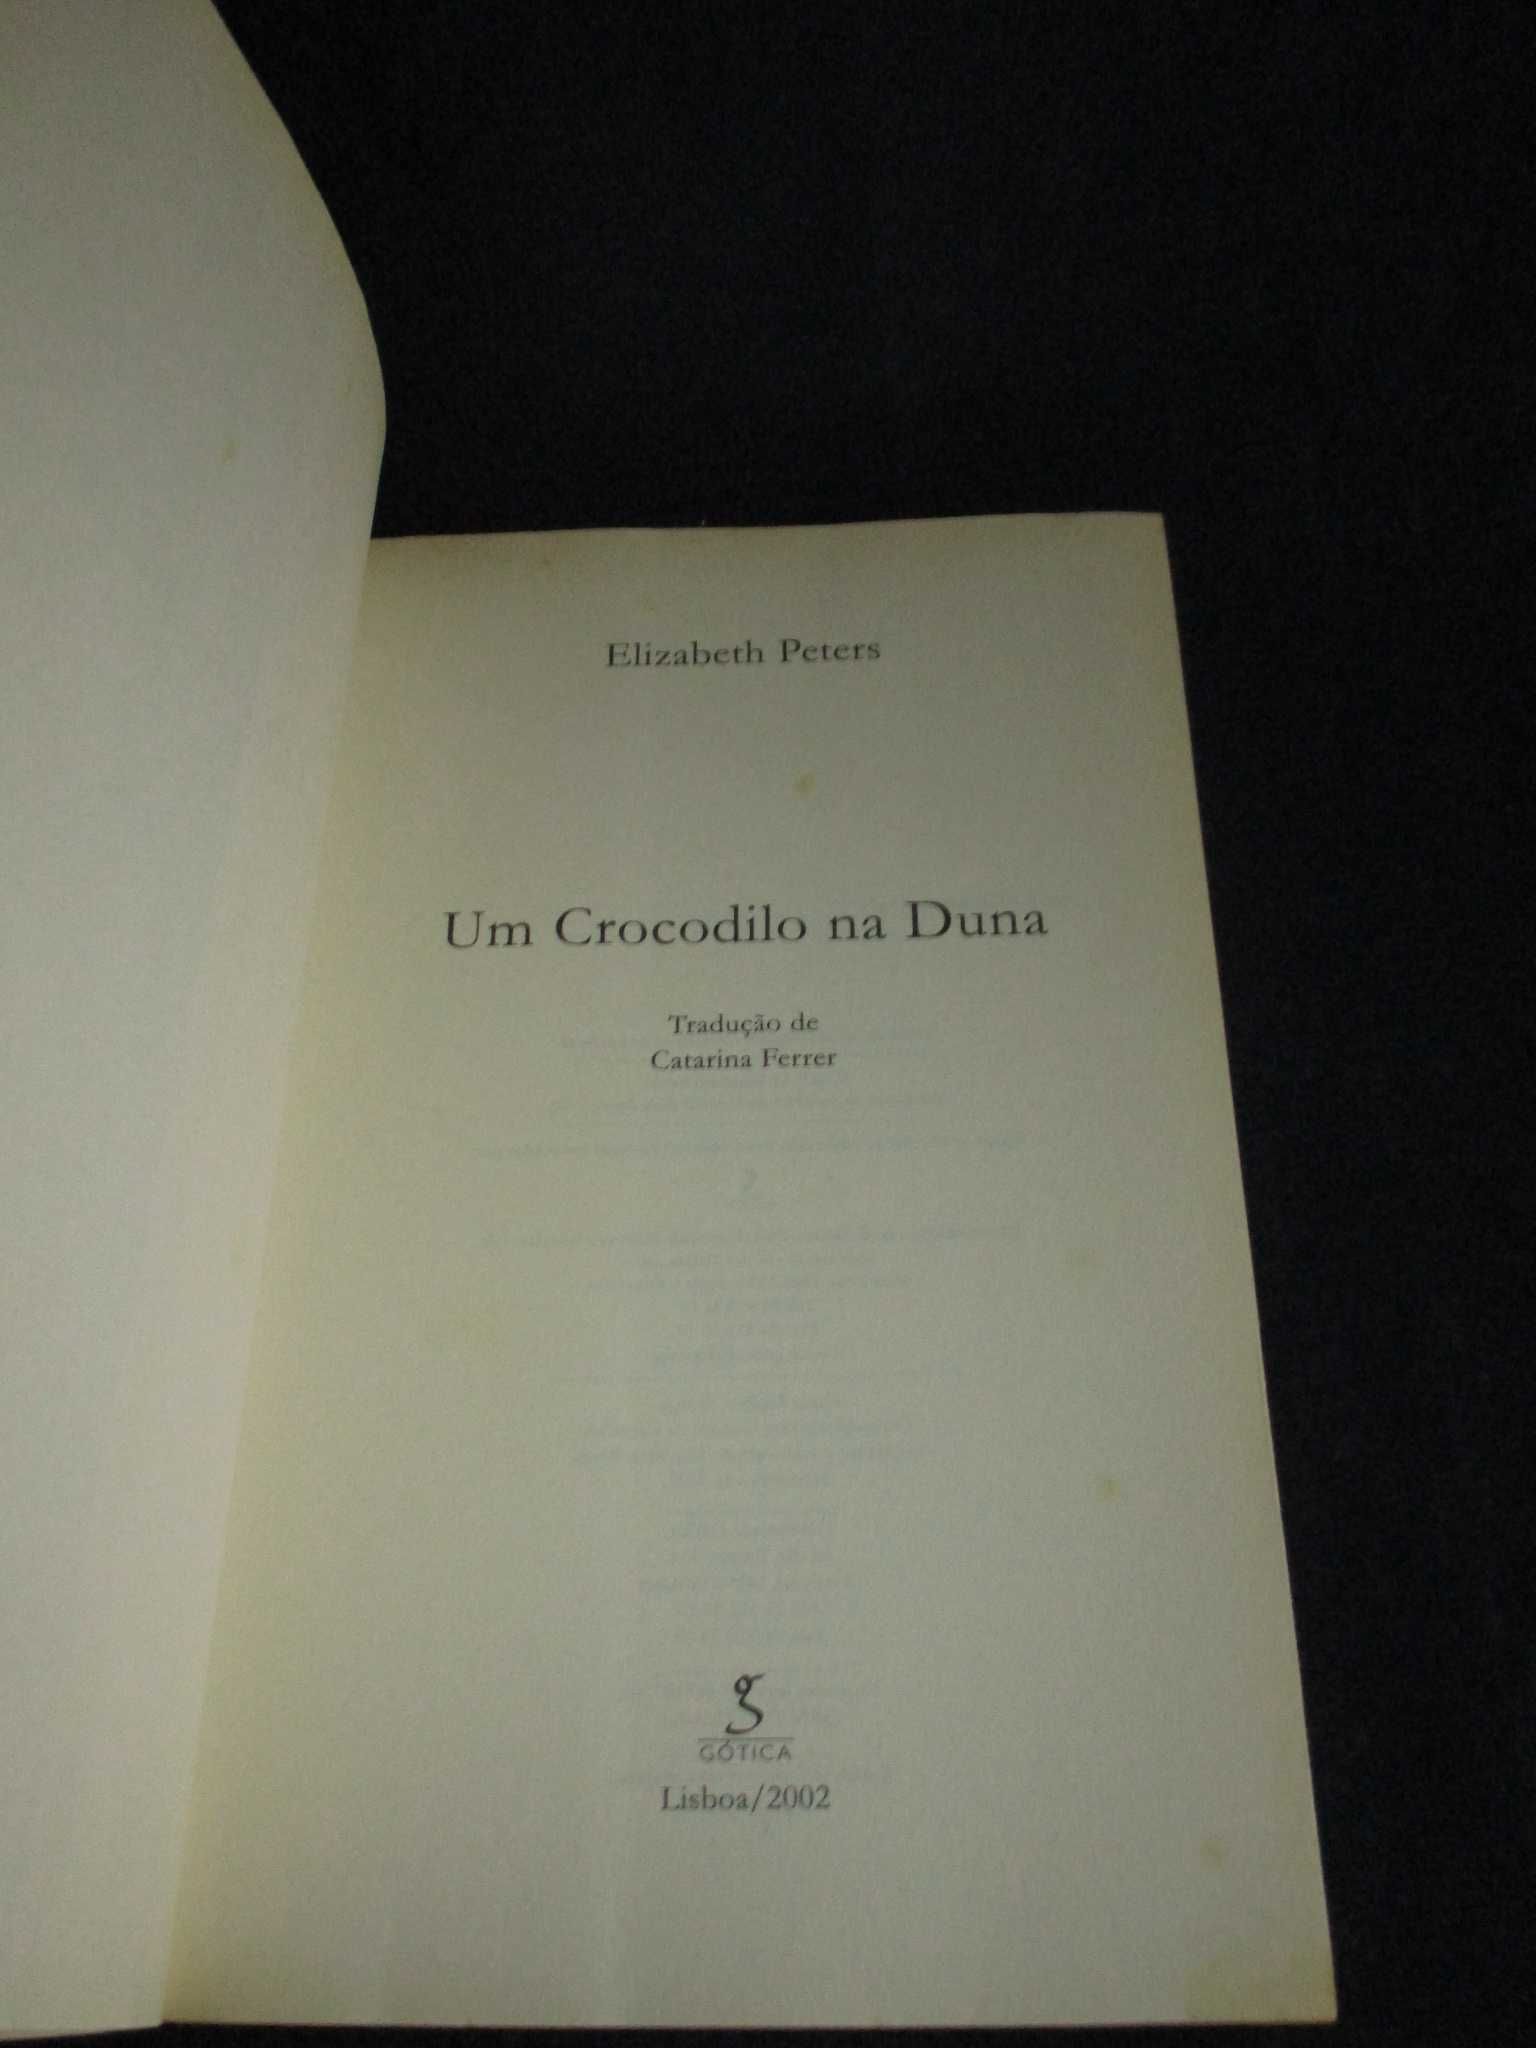 Elizabeth Peters
Um Crocodilo na Duna
Tradução de
Catarina Ferrer
g
GÓTICA
Lisboa/2002